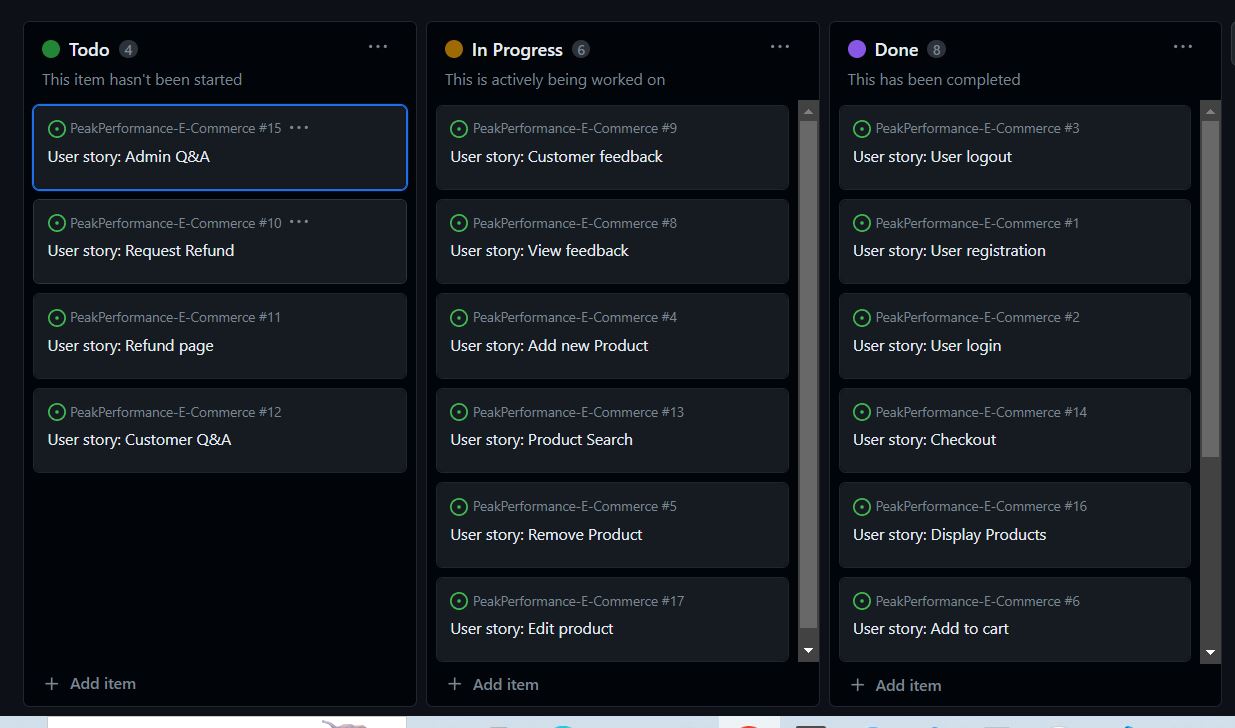 Todo 4
This item hasn't been started
PeakPerformance-E-Commerce #15
User story: Admin Q&A
PeakPerformance-E-Commerce #10
User story: Request Refund
PeakPerformance-E-Commerce #11
User story: Refund page
PeakPerformance-E-Commerce #12
User story: Customer Q&A
+ Add item
In Progress 6
This is actively being worked on
PeakPerformance-E-Commerce #9
User story: Customer feedback
PeakPerformance-E-Commerce #8
User story: View feedback
PeakPerformance-E-Commerce #4
User story: Add new Product
PeakPerformance-E-Commerce #13
User story: Product Search
PeakPerformance-E-Commerce #5
User story: Remove Product
PeakPerformance-E-Commerce #17
User story: Edit product
+ Add item
Done 8
This has been completed
PeakPerformance-E-Commerce #3
User story: User logout
PeakPerformance-E-Commerce #1
User story: User registration
PeakPerformance-E-Commerce #2
User story: User login
PeakPerformance-E-Commerce #14
User story: Checkout
PeakPerformance-E-Commerce #16
User story: Display Products
PeakPerformance-E-Commerce #6
User story: Add to cart
+ Add item